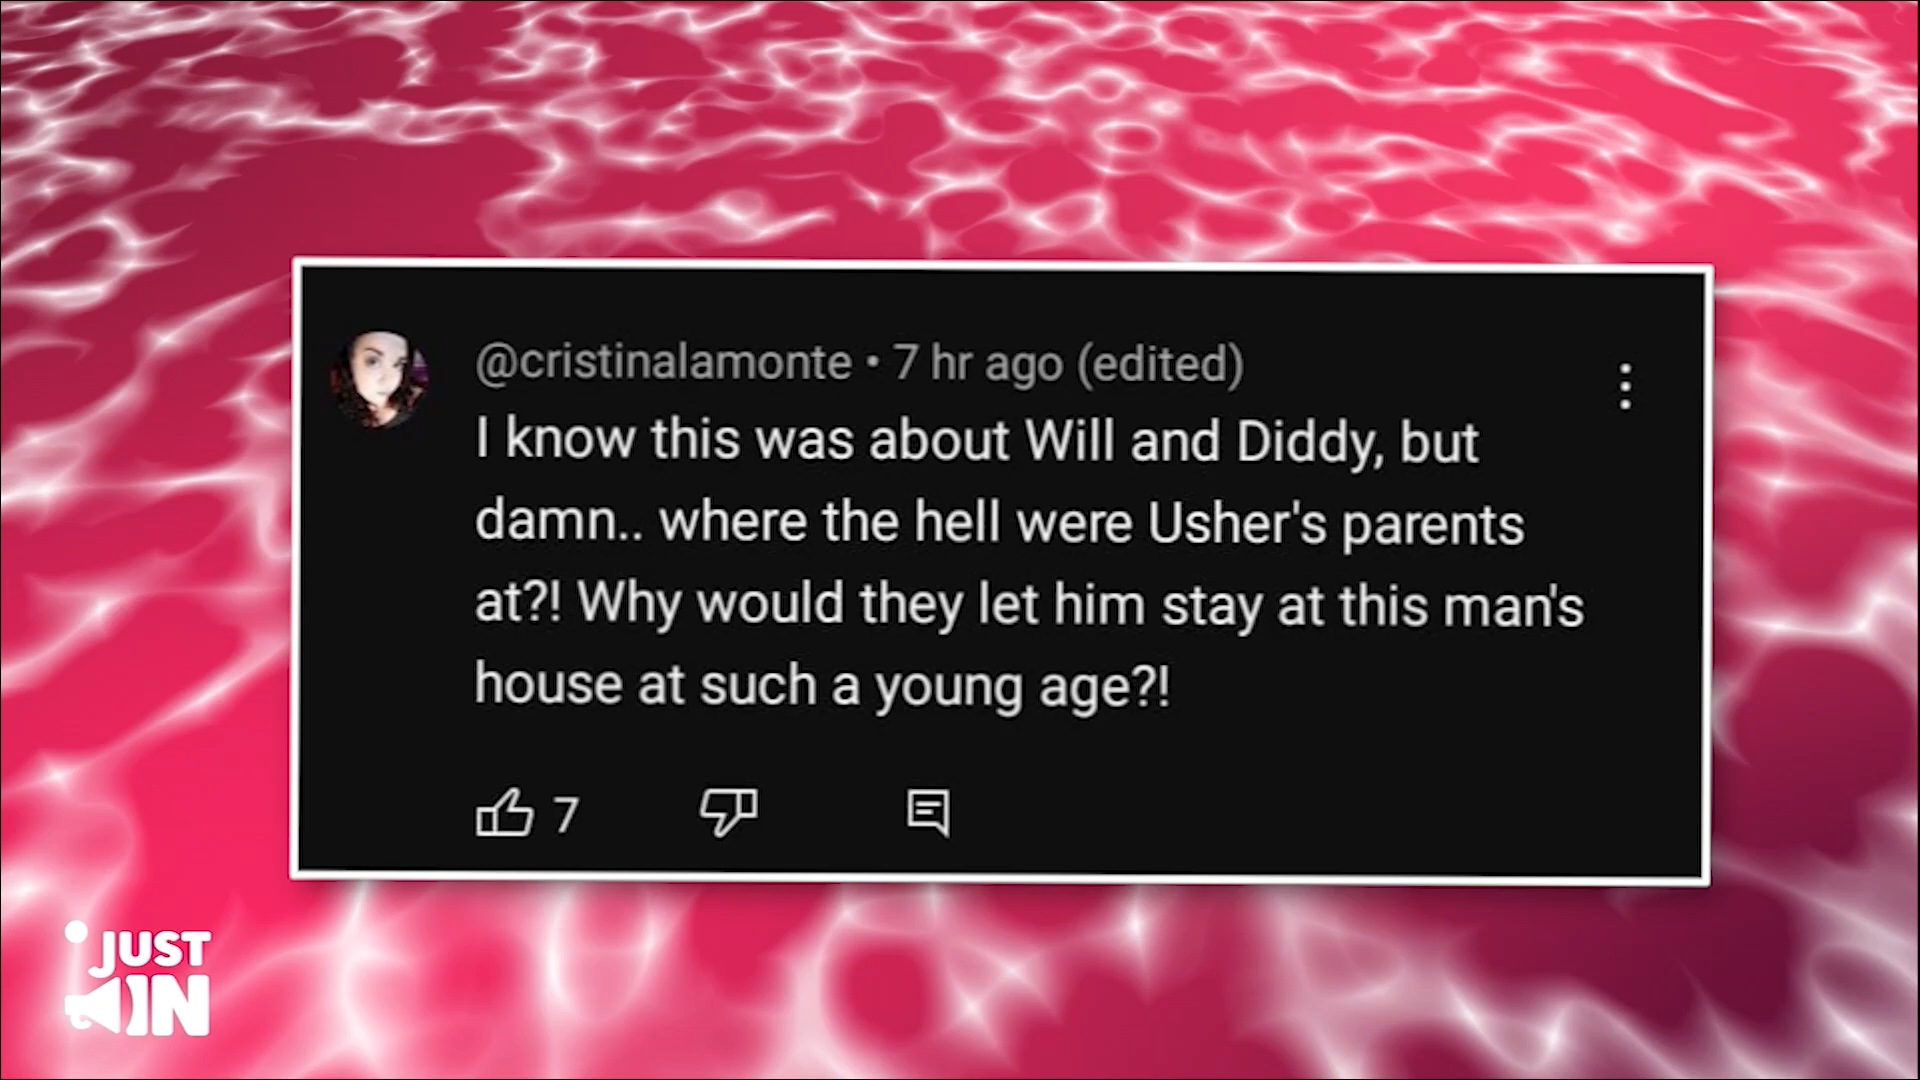 @cristinalamonte • 7 hr ago (edited)
I know this was about Will and Diddy, but
damn.. where the hell were Usher's parents
at?! Why would they let him stay at this man's
house at such a young age?!
7
JUST
IN